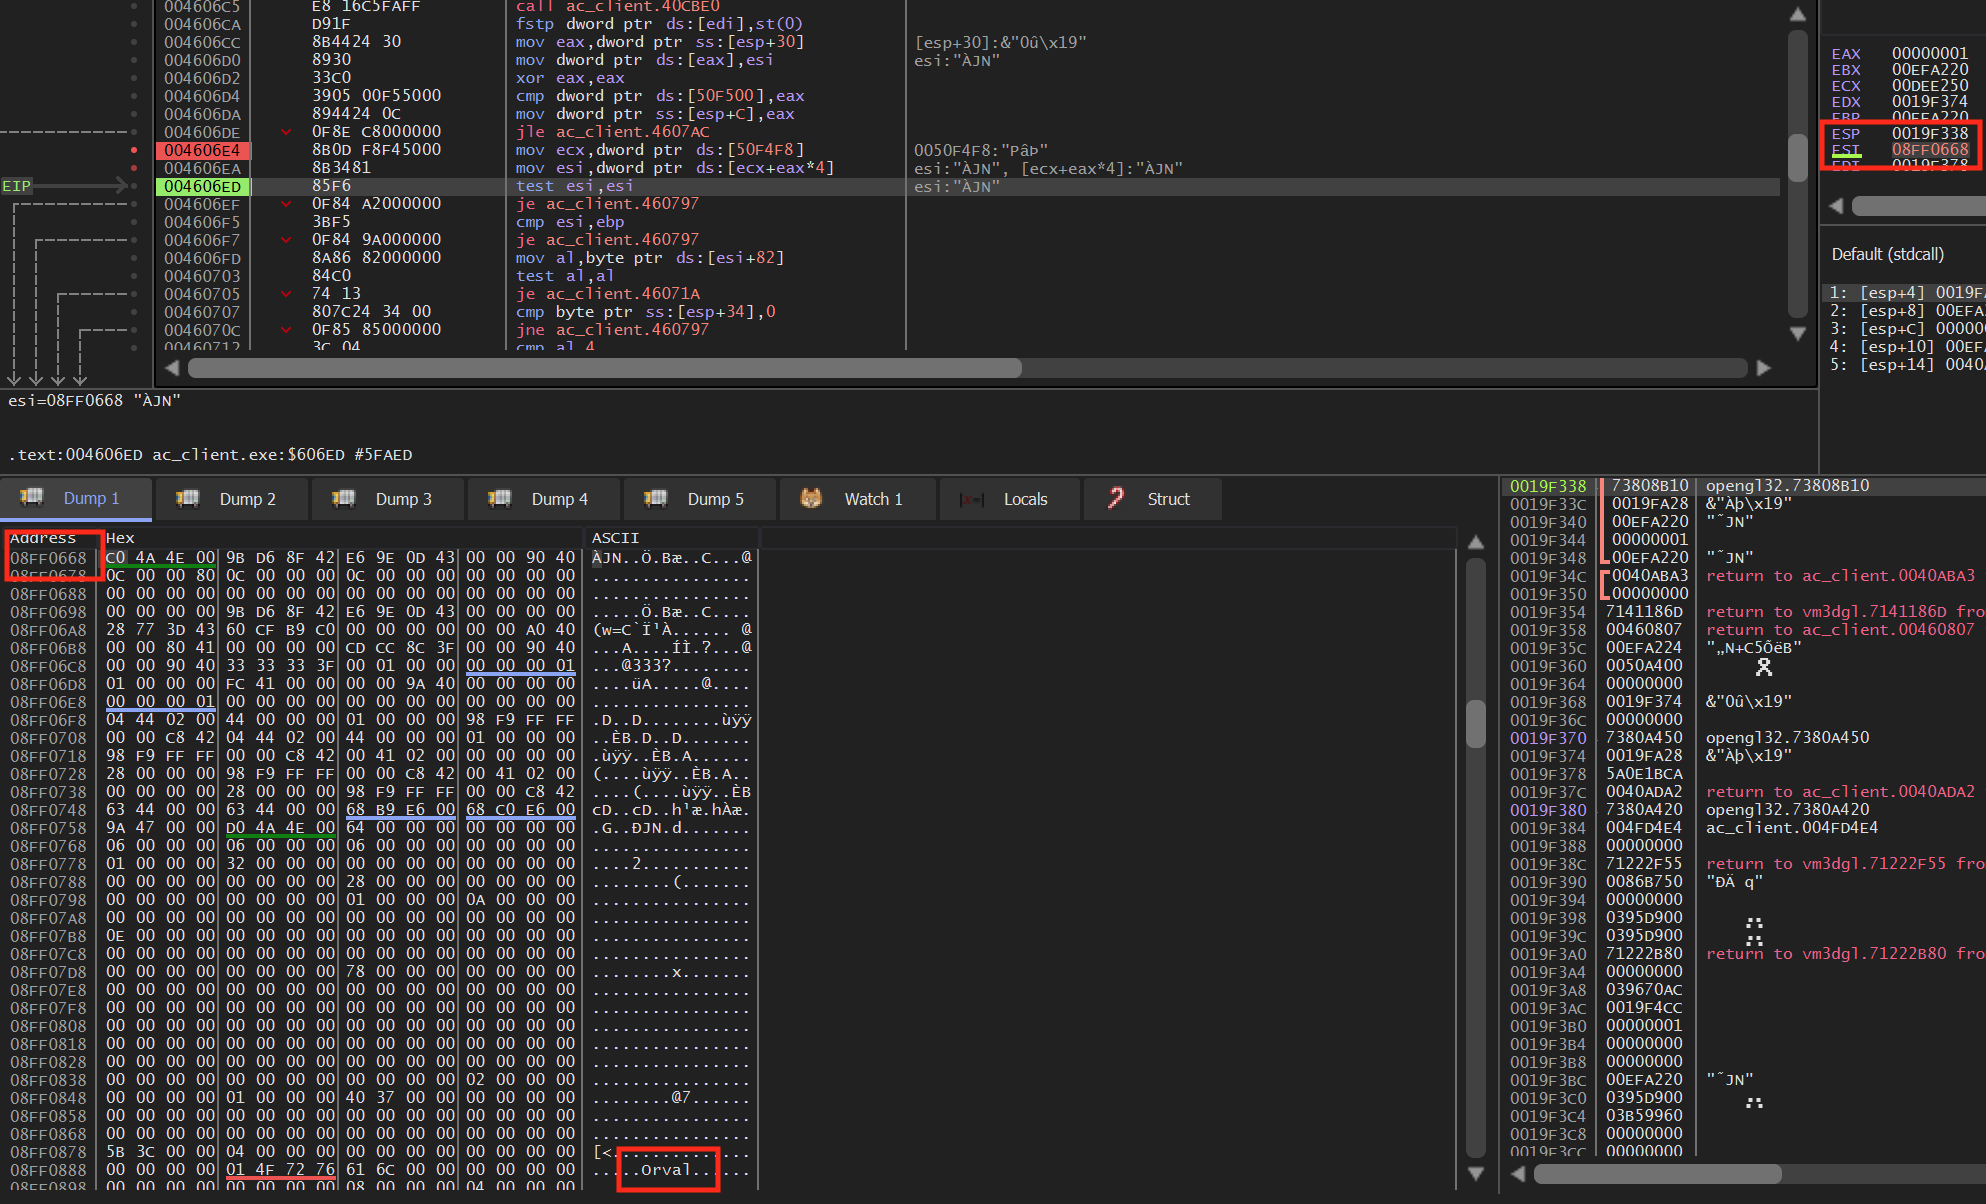 004606C5 E8 16C5FAFF call ac_client.40CBE0
004606CA D91F fstp dword ptr ds:[edi],st(0)
004606CC 8B4424 30 mov eax,dword ptr ss:[esp+30] [esp+30]:&"0û\x19"
004606D0 8930 mov dword ptr ds:[eax],esi esi:"ÀJN"
004606D2 33C0 xor eax,eax
004606D4 3905 00F55000 cmp dword ptr ds:[50F500],eax
004606DA 894424 0C mov dword ptr ss:[esp+C],eax
004606DE 0F8E C8000000 jle ac_client.4607AC
004606E4 8B0D F8F45000 mov ecx,dword ptr ds:[50F4F8] 0050F4F8:"PâÞ"
004606EA 8B3481 mov esi,dword ptr ds:[ecx+eax*4] esi:"ÀJN", [ecx+eax*4]:"ÀJN"
EIP 004606ED 85F6 test esi,esi esi:"ÀJN"
004606EF 0F84 A2000000 je ac_client.460797
004606F5 3BF5 cmp esi,ebp
004606F7 0F84 9A000000 je ac_client.460797
004606FD 8A86 82000000 mov al,byte ptr ds:[esi+82]
00460703 84C0 test al,al
00460705 74 13 je ac_client.46071A
00460707 807C24 34 00 cmp byte ptr ss:[esp+34],0
0046070C 0F85 85000000 jne ac_client.460797
00460712 3C 04 cmp al,4
EAX 00000001
EBX 00EFA220
ECX 00DEE250
EDX 0019F374
EBP 00EFA220
ESP 0019F338
ESI 08FF0668
EDI 0019F378
Default (stdcall)
1: [esp+4] 0019FA
2: [esp+8] 00EFA
3: [esp+C] 000000
4: [esp+10] 00EFA
5: [esp+14] 0040A
esi=08FF0668 "ÀJN"
.text:004606ED ac_client.exe:$606ED #5FAED
Dump 1 Dump 2 Dump 3 Dump 4 Dump 5 Watch 1 Locals Struct
Address Hex ASCII
08FF0668 C0 4A 4E 00 9B D6 8F 42 E6 9E 0D 43 00 00 90 40 ÀJN..Ö.Bæ..C...@
08FF0678 0C 00 00 80 0C 00 00 00 0C 00 00 00 00 00 00 00 ................
08FF0688 00 00 00 00 00 00 00 00 00 00 00 00 00 00 00 00 ................
08FF0698 00 00 00 00 9B D6 8F 42 E6 9E 0D 43 00 00 00 00 .....Ö.Bæ..C....
08FF06A8 28 77 3D 43 60 CF B9 C0 00 00 00 00 00 00 A0 40 (w=C`Ï¹À...... @
08FF06B8 00 00 80 41 00 00 00 00 CD CC 8C 3F 00 00 90 40 ...A....ÍÌ.?...@
08FF06C8 00 00 90 40 33 33 33 3F 00 01 00 00 00 00 00 01 ...@333?........
08FF06D8 01 00 00 00 FC 41 00 00 00 00 9A 40 00 00 00 00 ....üA.....@....
08FF06E8 00 00 00 01 00 00 00 00 00 00 00 00 00 00 00 00 ................
08FF06F8 04 44 02 00 44 00 00 00 01 00 00 00 98 F9 FF FF .D..D........ùÿÿ
08FF0708 00 00 C8 42 04 44 02 00 44 00 00 00 01 00 00 00 ..ÈB.D..D.......
08FF0718 98 F9 FF FF 00 00 C8 42 00 41 02 00 00 00 00 00 .ùÿÿ..ÈB.A......
08FF0728 28 00 00 00 98 F9 FF FF 00 00 C8 42 00 41 02 00 (....ùÿÿ..ÈB.A..
08FF0738 00 00 00 00 28 00 00 00 98 F9 FF FF 00 00 C8 42 ....(....ùÿÿ..ÈB
08FF0748 63 44 00 00 63 44 00 00 68 B9 E6 00 68 C0 E6 00 cD..cD..h¹æ.hÀæ.
08FF0758 9A 47 00 00 D0 4A 4E 00 64 00 00 00 00 00 00 00 .G..ÐJN.d.......
08FF0768 06 00 00 00 06 00 00 00 06 00 00 00 00 00 00 00 ................
08FF0778 01 00 00 00 32 00 00 00 00 00 00 00 00 00 00 00 ....2...........
08FF0788 00 00 00 00 00 00 00 00 28 00 00 00 00 00 00 00 ........(.......
08FF0798 00 00 00 00 00 00 00 00 01 00 00 00 0A 00 00 00 ................
08FF07A8 00 00 00 00 00 00 00 00 00 00 00 00 00 00 00 00 ................
08FF07B8 0E 00 00 00 00 00 00 00 00 00 00 00 00 00 00 00 ................
08FF07C8 00 00 00 00 00 00 00 00 00 00 00 00 00 00 00 00 ................
08FF07D8 00 00 00 00 00 00 00 00 78 00 00 00 00 00 00 00 ........x.......
08FF07E8 00 00 00 00 00 00 00 00 00 00 00 00 00 00 00 00 ................
08FF07F8 00 00 00 00 00 00 00 00 00 00 00 00 00 00 00 00 ................
08FF0808 00 00 00 00 00 00 00 00 00 00 00 00 00 00 00 00 ................
08FF0818 00 00 00 00 00 00 00 00 00 00 00 00 00 00 00 00 ................
08FF0828 00 00 00 00 00 00 00 00 00 00 00 00 00 00 00 00 ................
08FF0838 00 00 00 00 00 00 00 00 00 00 00 00 02 00 00 00 ................
08FF0848 00 00 00 00 01 00 00 00 40 37 00 00 00 00 00 00 ........@7......
08FF0858 00 00 00 00 00 00 00 00 00 00 00 00 00 00 00 00 ................
08FF0868 00 00 00 00 00 00 00 00 00 00 00 00 00 00 00 00 ................
08FF0878 5B 3C 00 00 04 00 00 00 00 00 00 00 00 00 00 00 [<..............
08FF0888 00 00 00 00 01 4F 72 76 61 6C 00 00 00 00 00 00 .....Orval......
08FF0898 00 00 00 00 00 00 00 00 08 00 00 00 04 00 00 00
0019F338 73808B10 opengl32.73808B10
0019F33C 0019FA28 &"Àþ\x19"
0019F340 00EFA220 "˜JN"
0019F344 00000001
0019F348 00EFA220 "˜JN"
0019F34C 0040ABA3 return to ac_client.0040ABA3
0019F350 00000000
0019F354 7141186D return to vm3dgl.7141186D fro
0019F358 00460807 return to ac_client.00460807
0019F35C 00EFA224 "„N+C5ÕëB"
0019F360 0050A400
0019F364 00000000
0019F368 0019F374 &"0û\x19"
0019F36C 00000000
0019F370 7380A450 opengl32.7380A450
0019F374 0019FA28 &"Àþ\x19"
0019F378 5A0E1BCA
0019F37C 0040ADA2 return to ac_client.0040ADA2
0019F380 7380A420 opengl32.7380A420
0019F384 004FD4E4 ac_client.004FD4E4
0019F388 00000000
0019F38C 71222F55 return to vm3dgl.71222F55 fro
0019F390 0086B750 "ÐÄ q"
0019F394 00000000
0019F398 0395D900
0019F39C 0395D900
0019F3A0 71222B80 return to vm3dgl.71222B80 fro
0019F3A4 00000000
0019F3A8 039670AC
0019F3AC 0019F4CC
0019F3B0 00000001
0019F3B4 00000000
0019F3B8 00000000
0019F3BC 00EFA220 "˜JN"
0019F3C0 0395D900
0019F3C4 03B59960
0019F3C8 00000000
0019F3CC 00000000